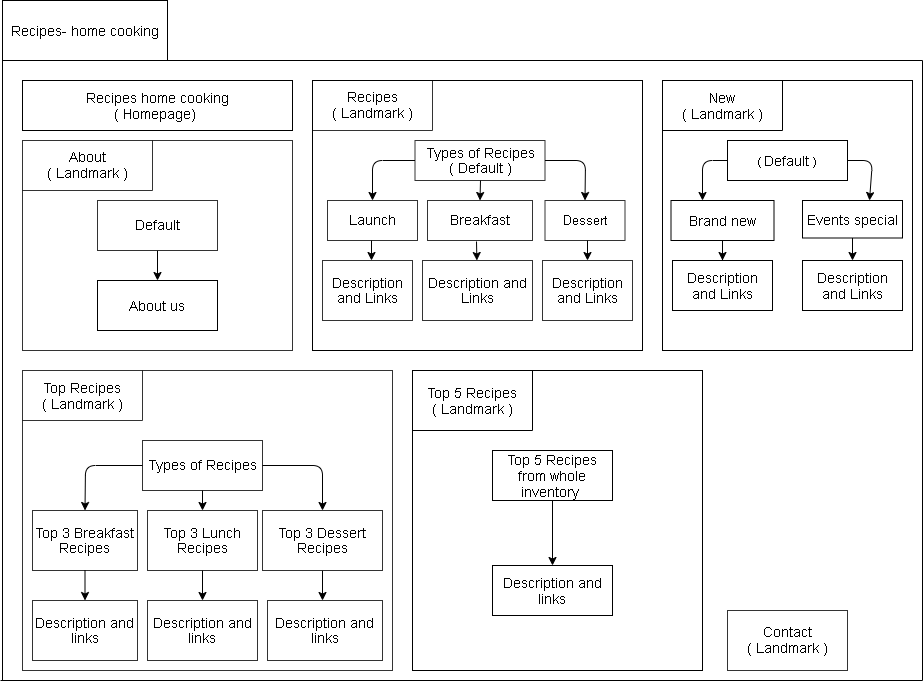 Recipes- home cooking
Recipes home cooking
( Homepage)
About
( Landmark )
Default
About us
Recipes
( Landmark )
Types of Recipes
( Default )
Launch
Breakfast
Dessert
Description
and Links
Description and
Links
Description
and Links
New
( Landmark )
( Default )
Brand new
Events special
Description
and Links
Description
and Links
Top Recipes
( Landmark )
Types of Recipes
Top 3 Breakfast
Recipes
Top 3 Lunch
Recipes
Top 3 Dessert
Recipes
Description and
links
Description and
links
Description and
links
Top 5 Recipes
( Landmark )
Top 5 Recipes
from whole
inventory
Description and
links
Contact
( Landmark )